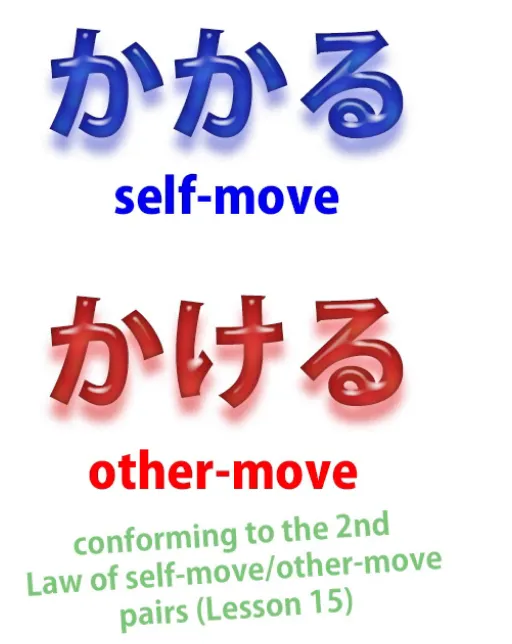 かかる
self-move
かける
other-move
conforming to the 2nd
Law of self-move/other-move
pairs (Lesson 15)